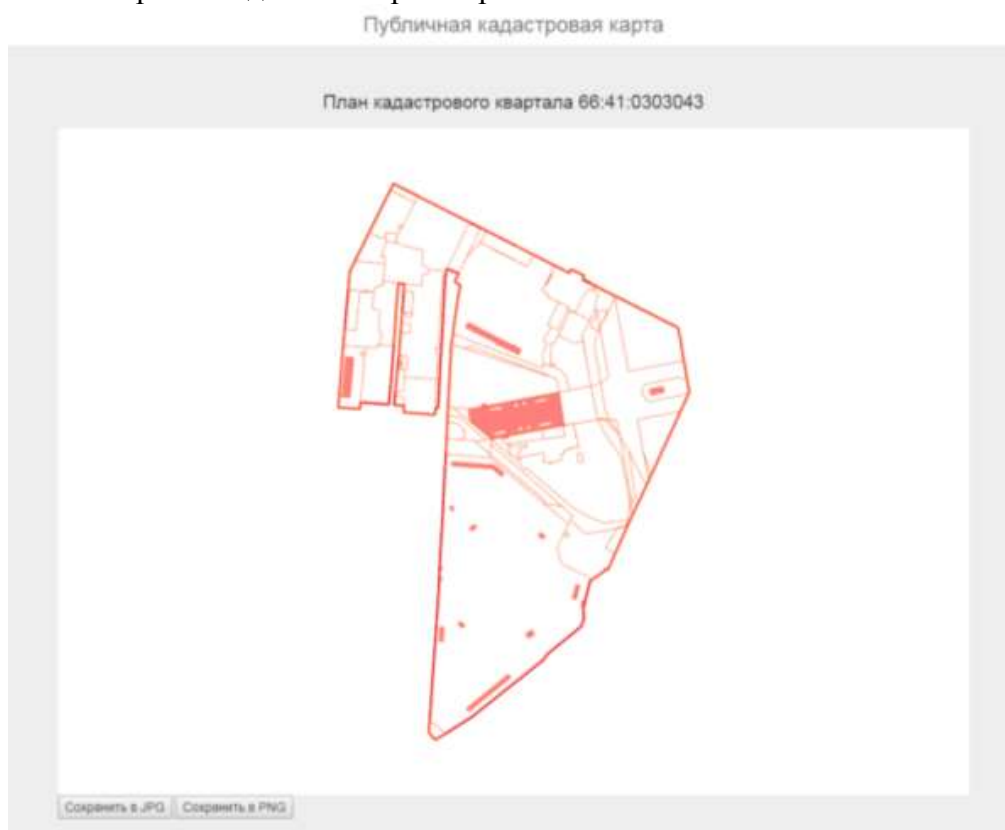 Публичная кадастровая карта
План кадастрового квартала 66:41:0303043
Сохранить в JPG Сохранить в PNG